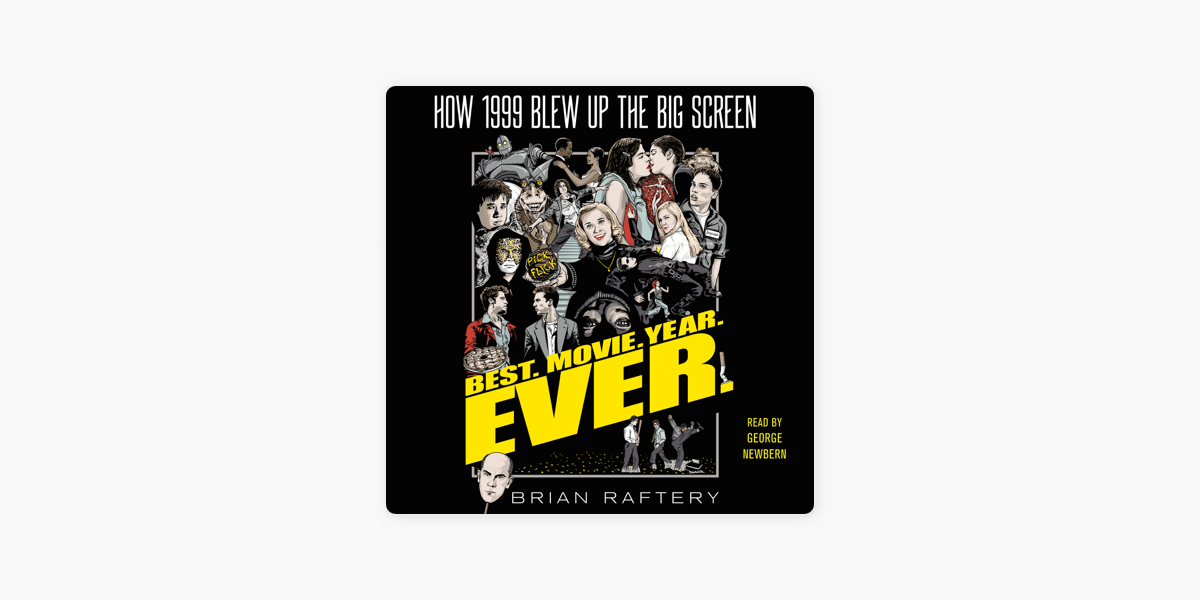 HOW 1999 BLEW UP THE BIG SCREEN
PICK
FLICK
BEST. MOVIE. YEAR.
EVER.
READ BY
GEORGE
NEWBERN
BRIAN RAFTERY